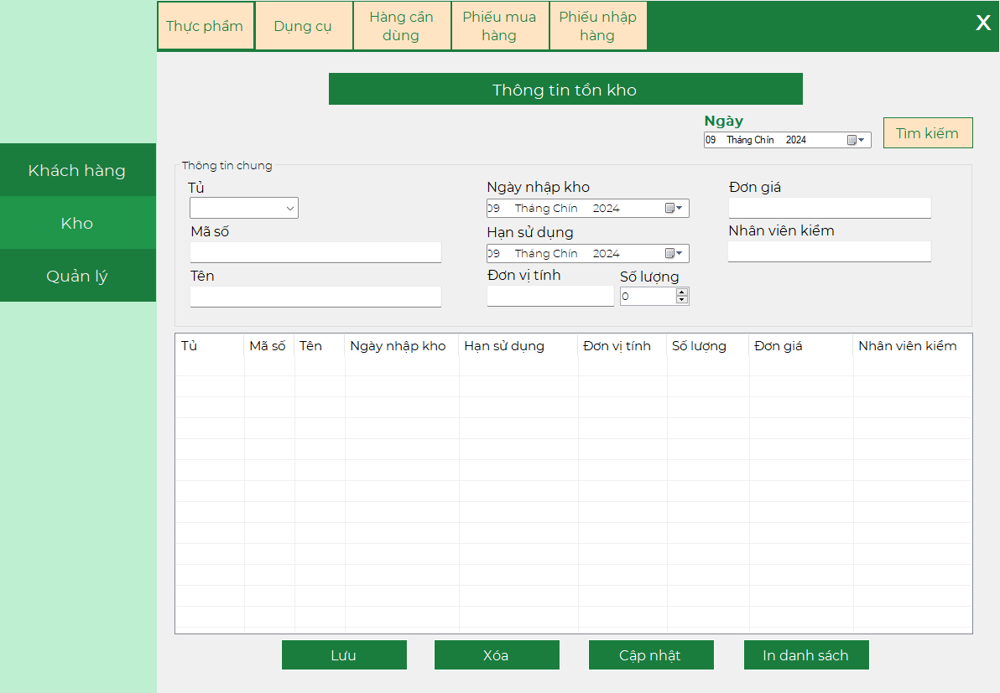 Thực phẩm
Dụng cụ
Hàng cần
dùng
Phiếu mua
hàng
Phiếu nhập
hàng
X
Thông tin tồn kho
Ngày
09 Tháng Chín 2024
Tìm kiếm
Khách hàng
Kho
Quản lý
Thông tin chung
Tủ
Mã số
Tên
Ngày nhập kho
09 Tháng Chín 2024
Hạn sử dụng
09 Tháng Chín 2024
Đơn vị tính
Số lượng
0
Đơn giá
Nhân viên kiểm
Tủ Mã số Tên Ngày nhập kho Hạn sử dụng Đơn vị tính Số lượng Đơn giá Nhân viên kiểm
Lưu
Xóa
Cập nhật
In danh sách